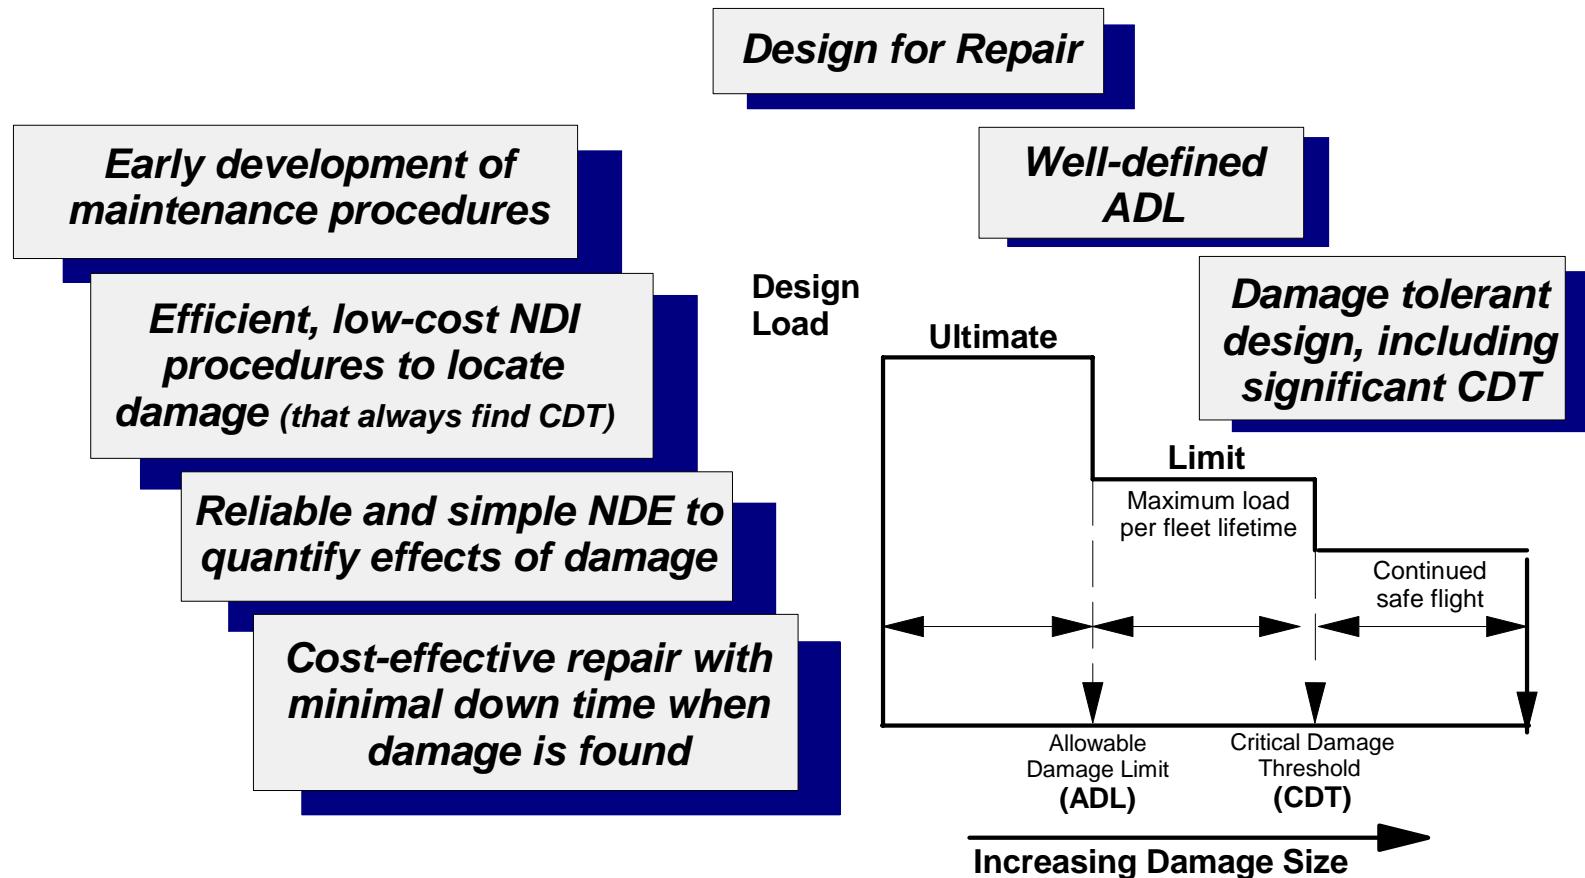 Design for Repair
Early development of
maintenance procedures
Well-defined
ADL
Efficient, low-cost NDI
procedures to locate
damage (that always find CDT)
Damage tolerant
design, including
significant CDT
Reliable and simple NDE to
quantify effects of damage
Cost-effective repair with
minimal down time when
damage is found
Design
Load
Ultimate
Limit
Maximum load
per fleet lifetime
Continued
safe flight
Allowable
Damage Limit
(ADL)
Critical Damage
Threshold
(CDT)
Increasing Damage Size